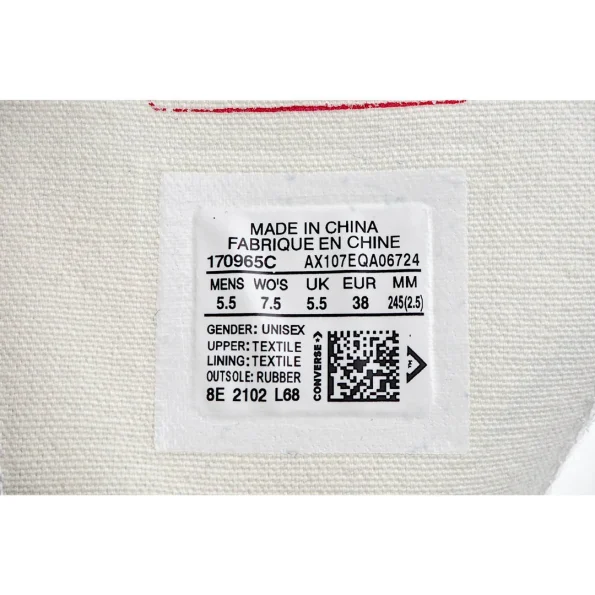 MADE IN CHINA
FABRIQUE EN CHINE
170965C AX107EQA06724
MENS WO'S UK EUR MM
5.5 7.5 5.5 38 245(2.5)
GENDER: UNISEX
UPPER: TEXTILE
LINING: TEXTILE
OUTSOLE: RUBBER
8E 2102 L68
CONVERSE